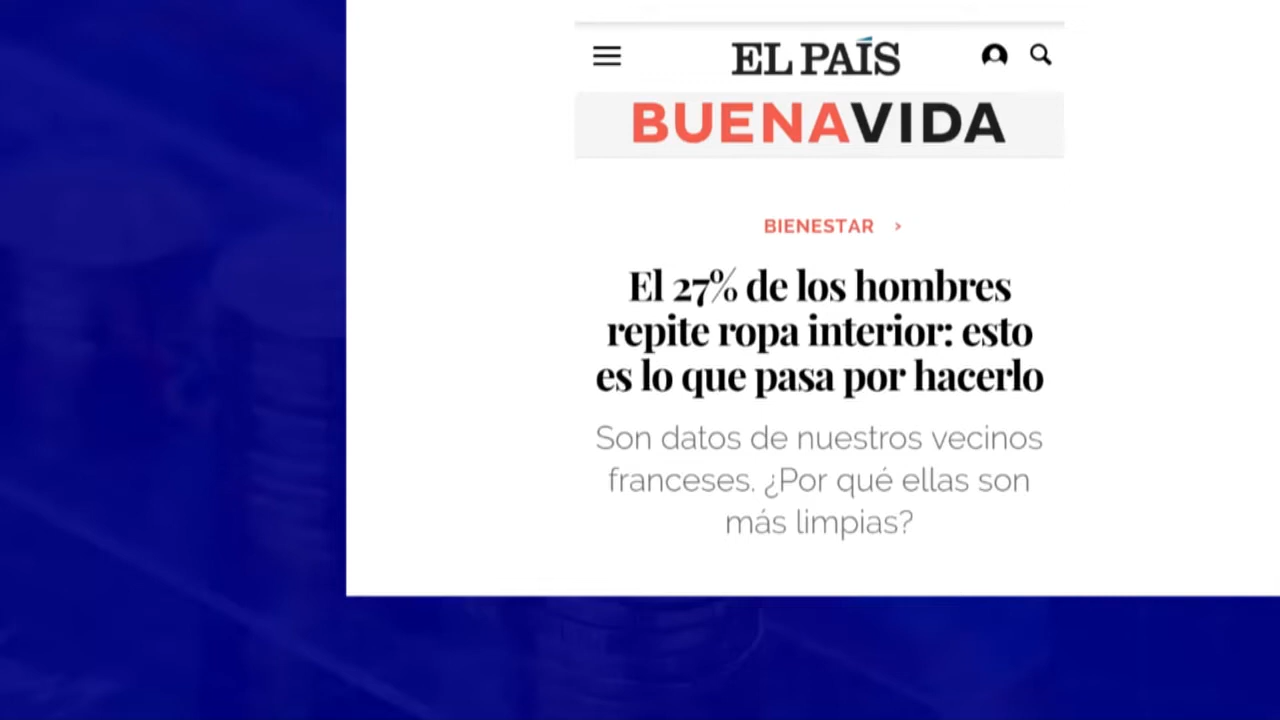 EL PAÍS
BUENAVIDA
BIENESTAR >
El 27% de los hombres
repite ropa interior: esto
es lo que pasa por hacerlo
Son datos de nuestros vecinos
franceses. ¿Por qué ellas son
más limpias?